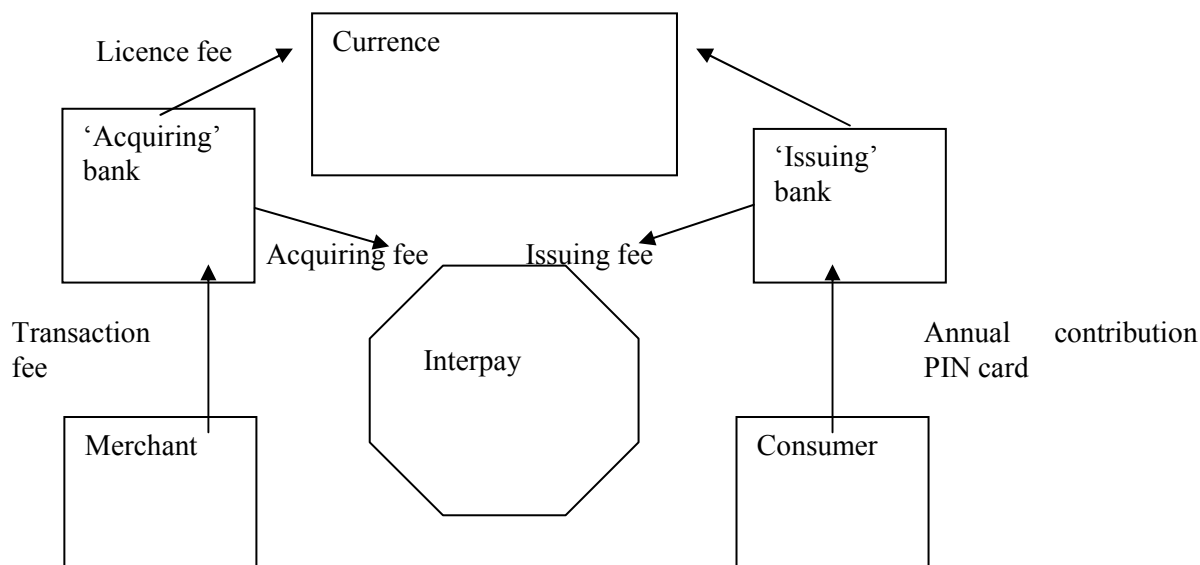 Licence fee
Currence
‘Acquiring’
bank
‘Issuing’
bank
Acquiring fee
Issuing fee
Transaction
fee
Interpay
Annual contribution
PIN card
Merchant
Consumer